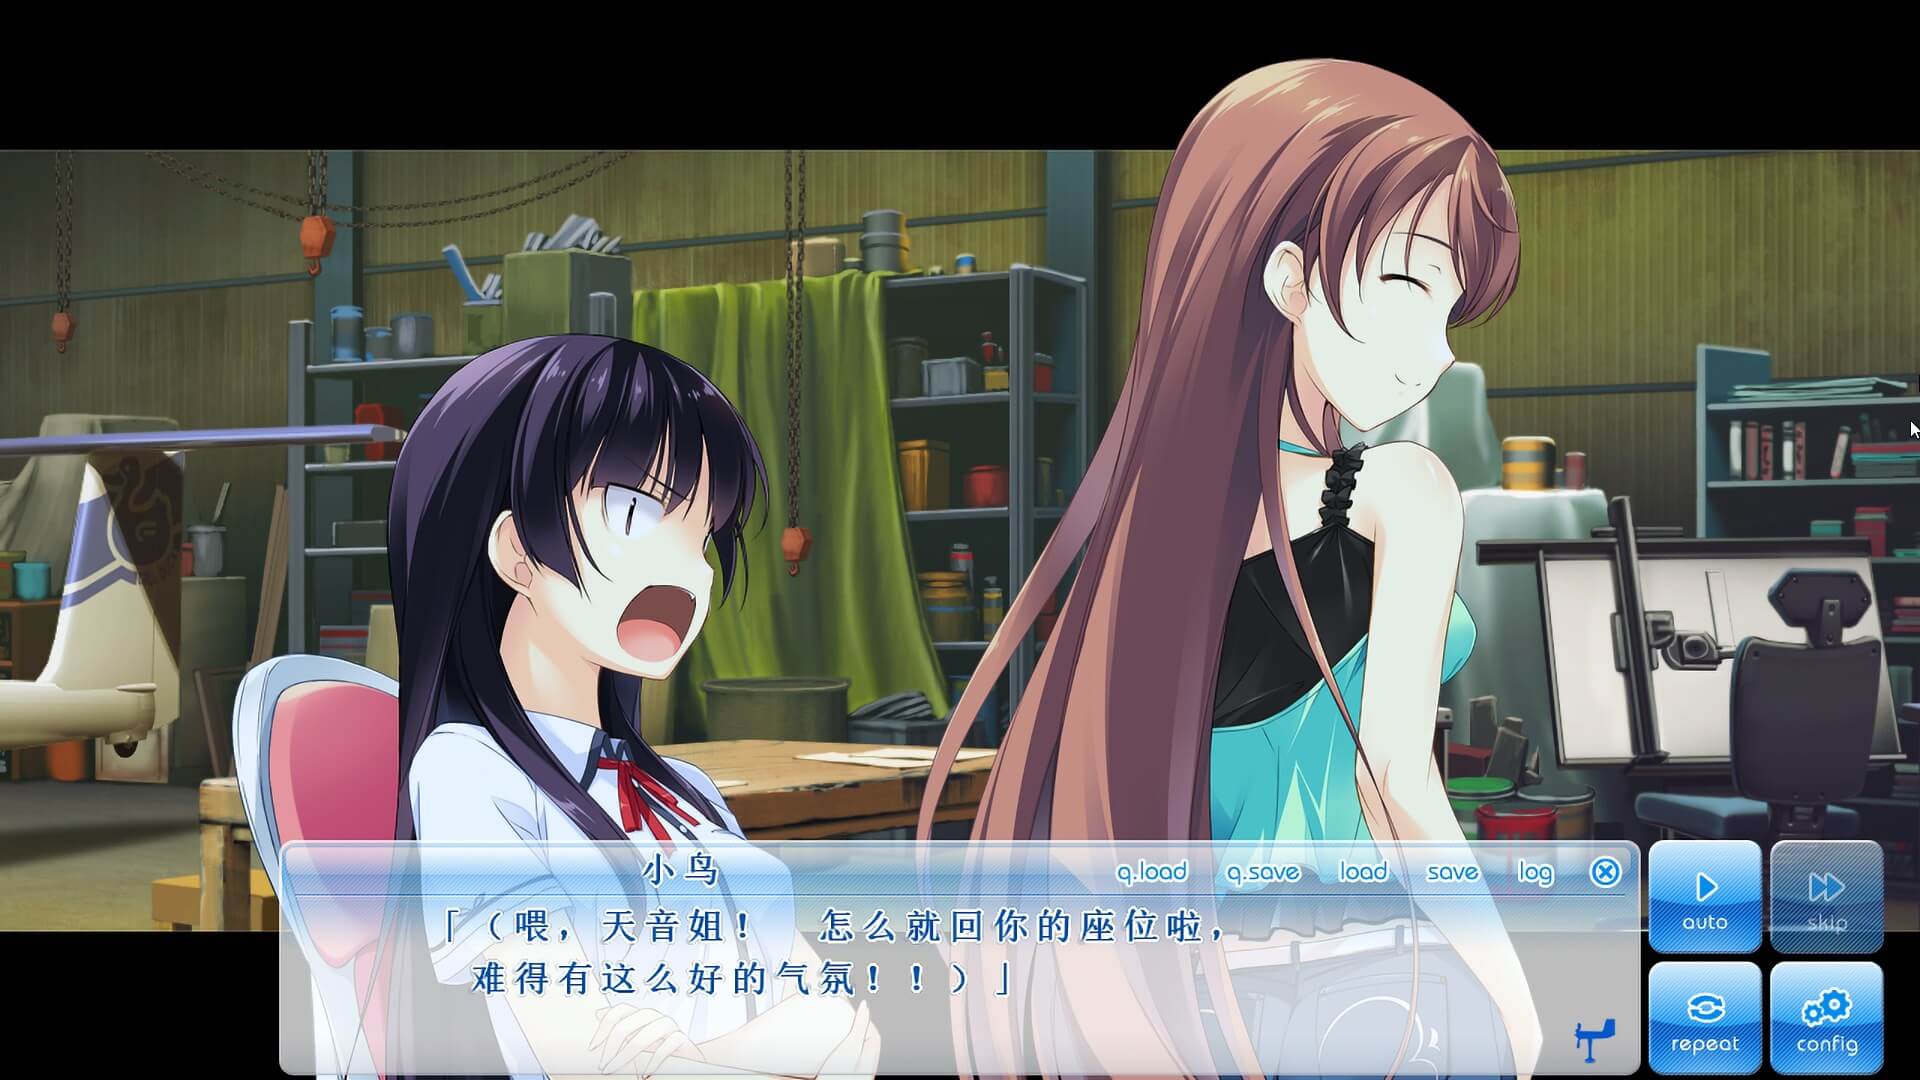 小鸟
q.load q.save load save log
「（喂，天音姐！ 怎么就回你的座位啦，
难得有这么好的气氛！！）」
auto
skip
repeat
config